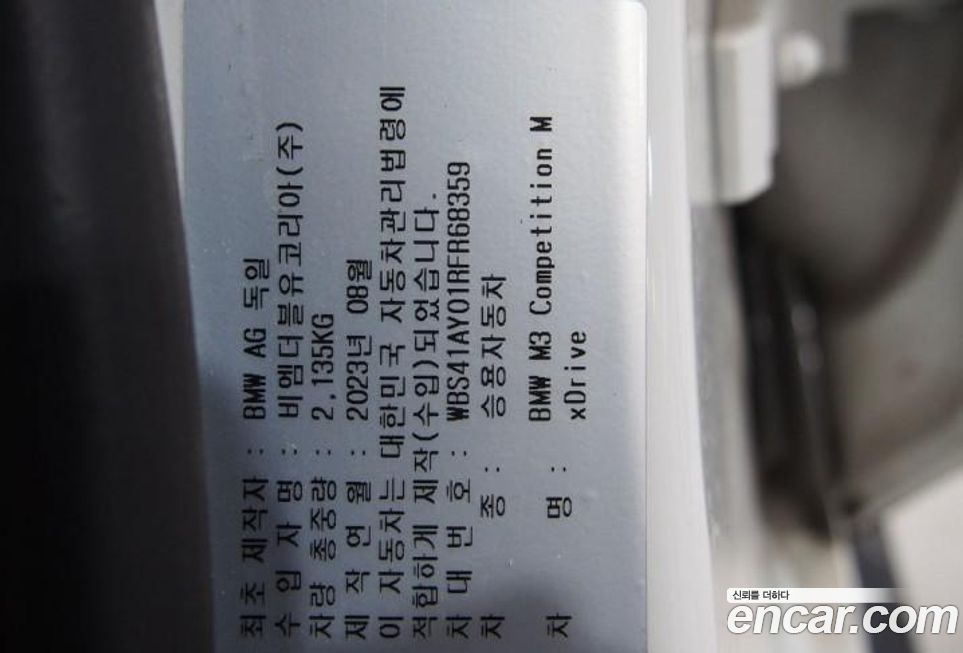 최초 제작자 : BMW AG 독일
수 입 자 명 : 비엠더블유코리아(주)
차량 총중량 : 2,135KG
제 작 연 월 : 2023년 08월
이 자동차는 대한민국 자동차관리법령에
적합하게 제작(수입)되었습니다.
차 대 번 호 : WBS41AY01RFR68359
차 종 : 승용자동차
차 명 : BMW M3 Competition M
xDrive
신뢰를 더하다
encar.com